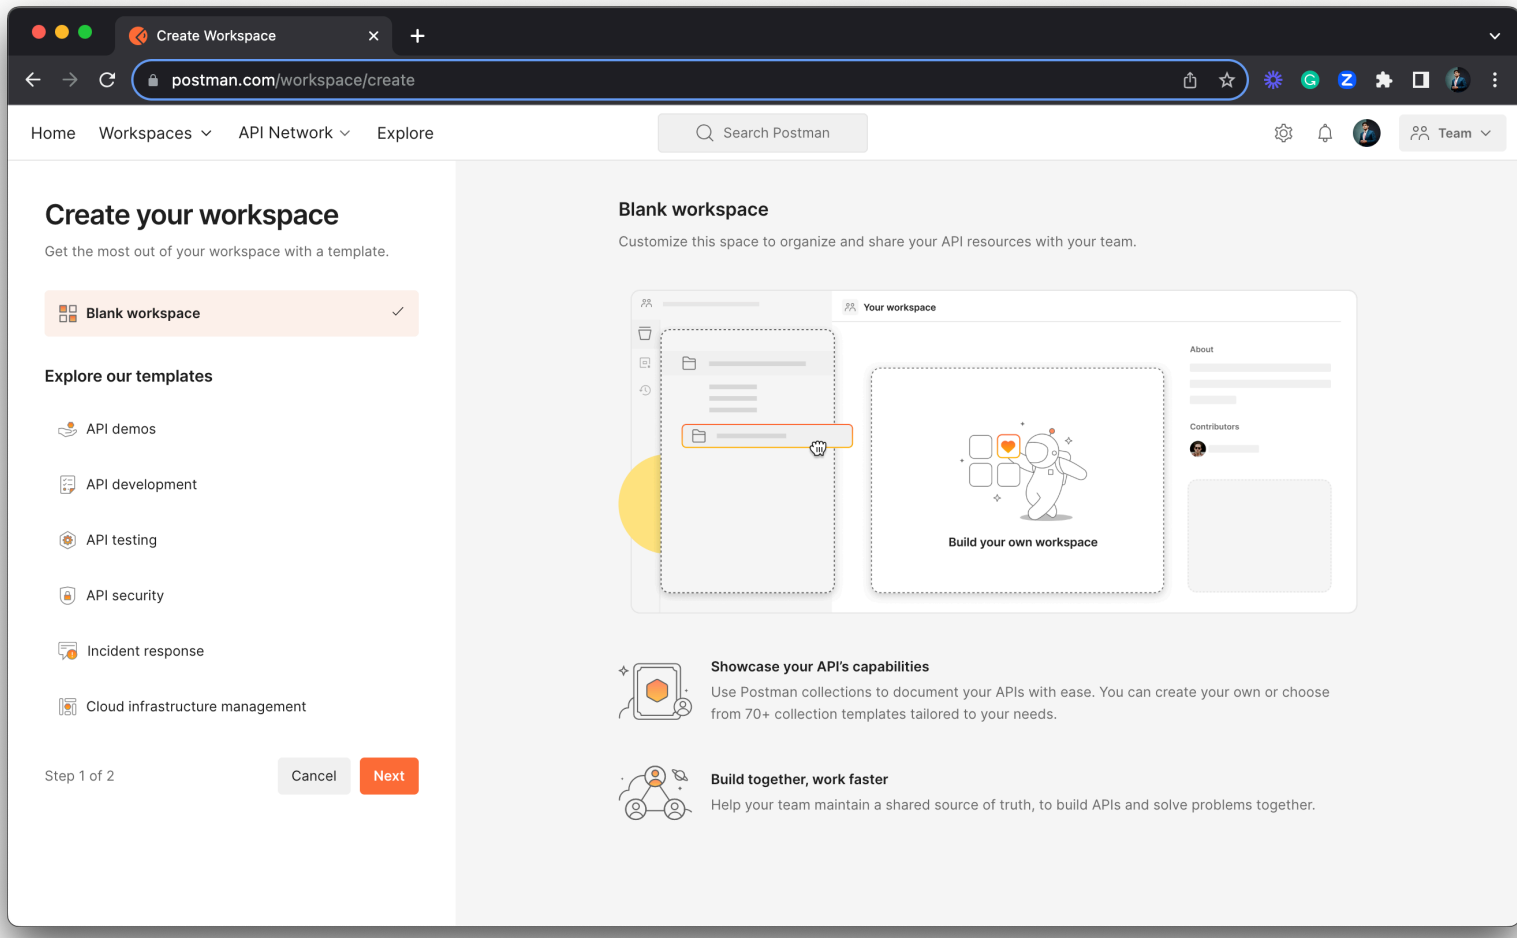 Create Workspace
postman.com/workspace/create
Home
Workspaces
API Network
Explore
Search Postman
Team
Create your workspace
Get the most out of your workspace with a template.
Blank workspace
Explore our templates
API demos
API development
API testing
API security
Incident response
Cloud infrastructure management
Step 1 of 2
Cancel
Next
Blank workspace
Customize this space to organize and share your API resources with your team.
Your workspace
About
Contributors
Build your own workspace
Showcase your API's capabilities
Use Postman collections to document your APIs with ease. You can create your own or choose
from 70+ collection templates tailored to your needs.
Build together, work faster
Help your team maintain a shared source of truth, to build APIs and solve problems together.